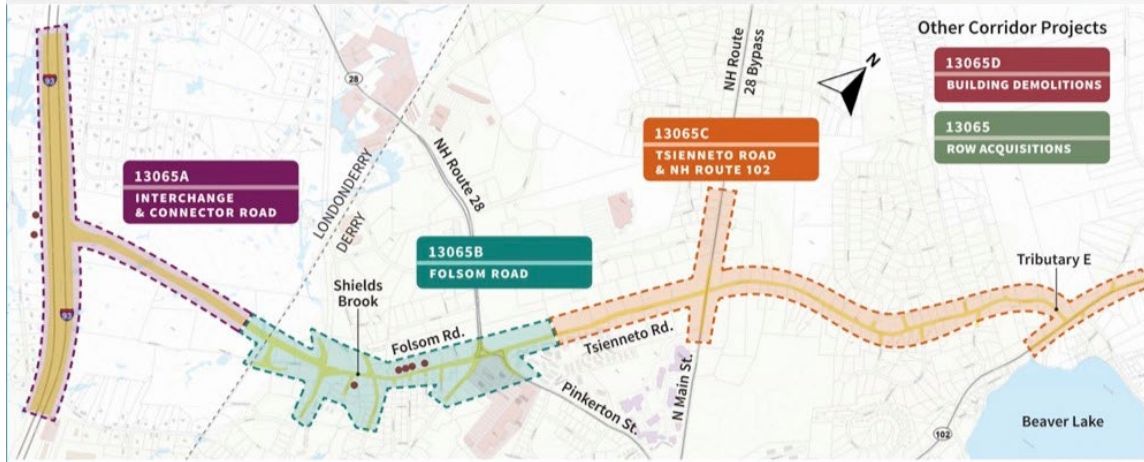 Other Corridor Projects
13065D
BUILDING DEMOLITIONS
13065
ROW ACQUISITIONS
N
NH Route
28 Bypass
13065C
TSIENNETO ROAD
& NH ROUTE 102
93
28
NH Route 28
13065A
INTERCHANGE
& CONNECTOR ROAD
LONDONDERRY
DERRY
13065B
FOLSOM ROAD
Tributary E
Shields
Brook
93
Folsom Rd.
Tsienneto Rd.
Pinkerton St.
N Main St.
102
Beaver Lake